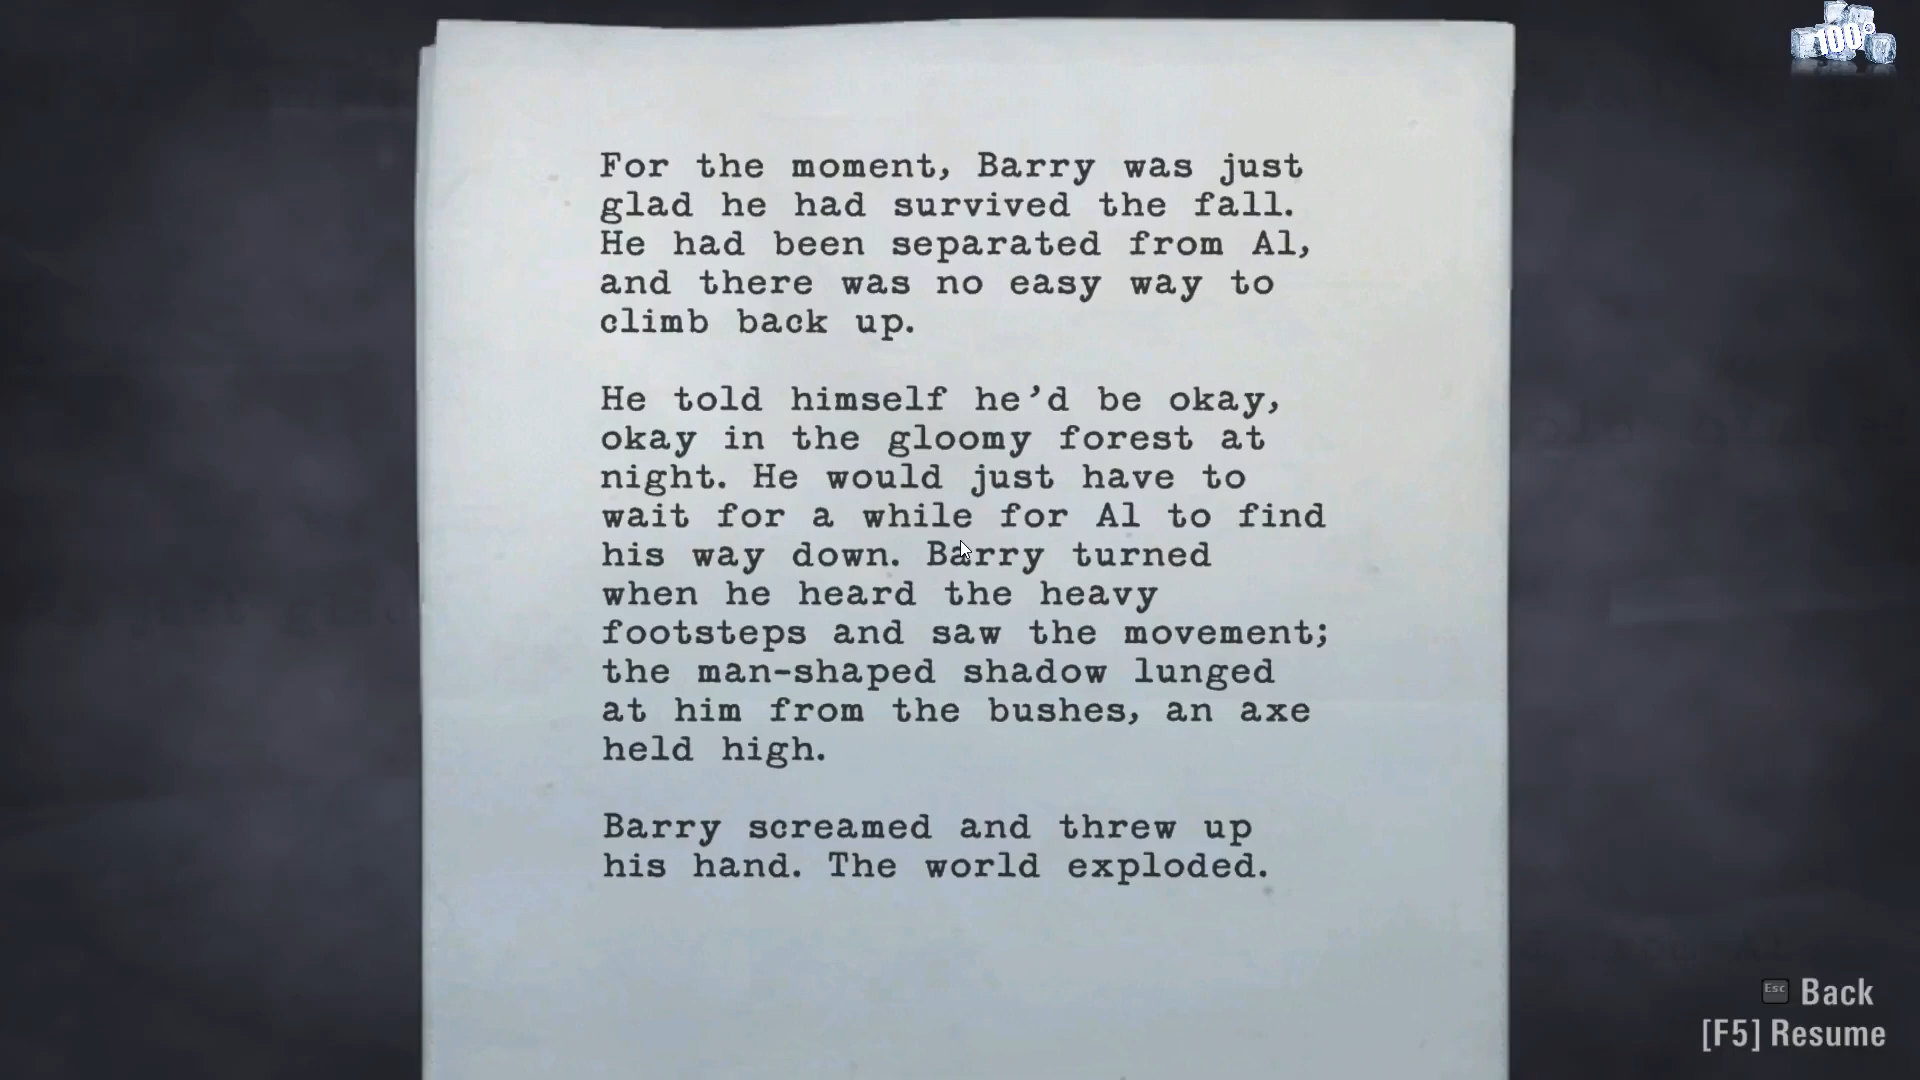 100°
For the moment, Barry was just
glad he had survived the fall.
He had been separated from Al,
and there was no easy way to
climb back up.
He told himself he’d be okay,
okay in the gloomy forest at
night. He would just have to
wait for a while for Al to find
his way down. Barry turned
when he heard the heavy
footsteps and saw the movement;
the man-shaped shadow lunged
at him from the bushes, an axe
held high.
Barry screamed and threw up
his hand. The world exploded.
Esc Back
[F5] Resume